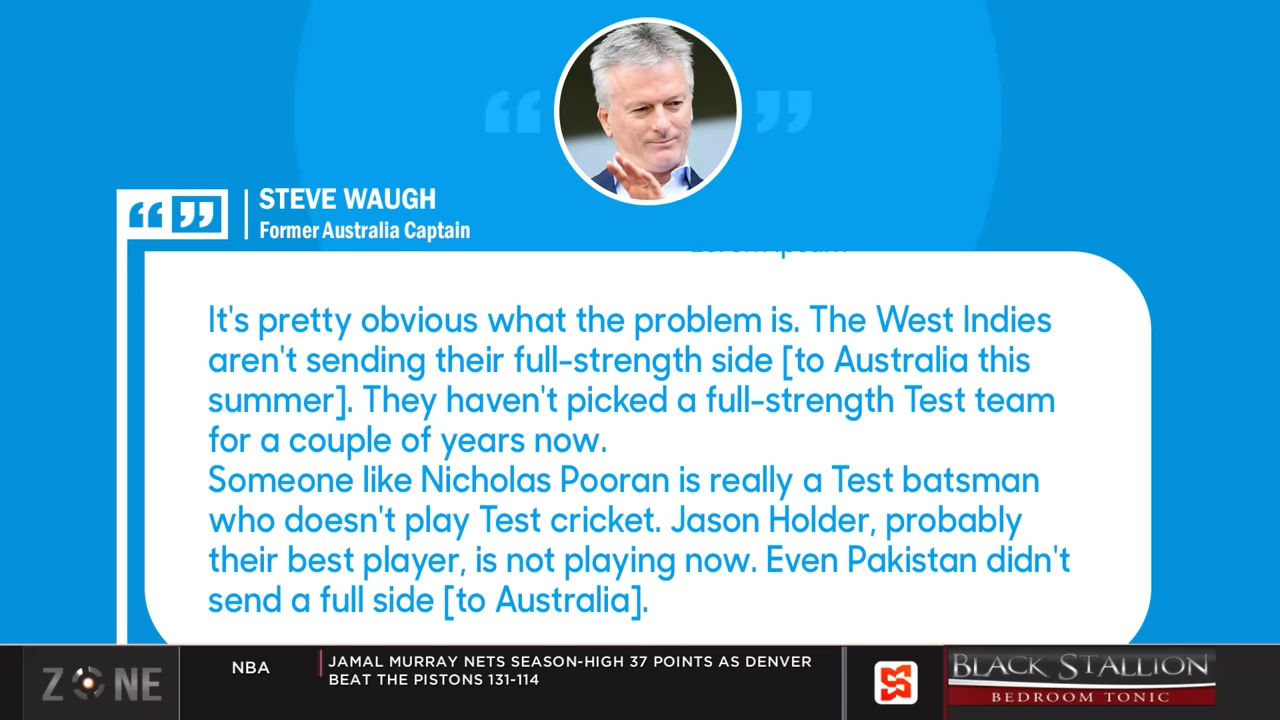 STEVE WAUGH
Former Australia Captain
It's pretty obvious what the problem is. The West Indies
aren't sending their full-strength side [to Australia this
summer]. They haven't picked a full-strength Test team
for a couple of years now.
Someone like Nicholas Pooran is really a Test batsman
who doesn't play Test cricket. Jason Holder, probably
their best player, is not playing now. Even Pakistan didn't
send a full side [to Australia].
ZONE
NBA
JAMAL MURRAY NETS SEASON-HIGH 37 POINTS AS DENVER
BEAT THE PISTONS 131-114
BLACK STALLION
BEDROOM TONIC